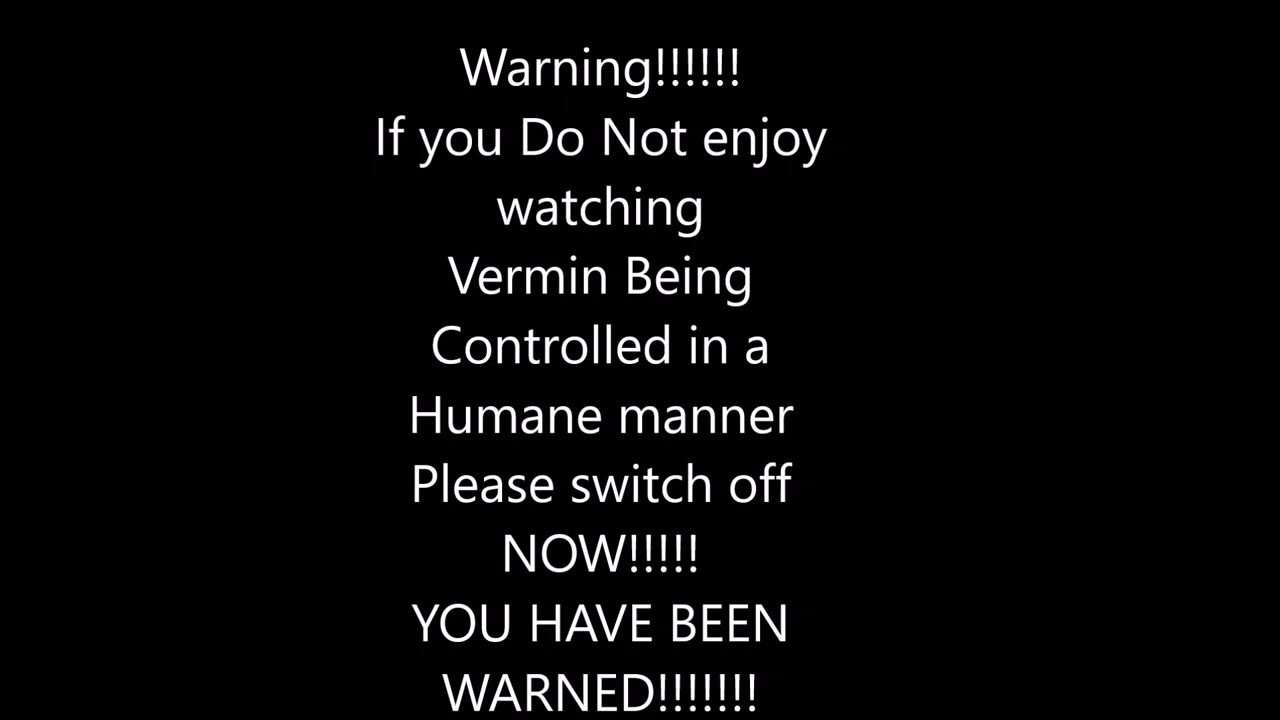 Warning!!!!!!
If you Do Not enjoy
watching
Vermin Being
Controlled in a
Humane manner
Please switch off
NOW!!!!!
YOU HAVE BEEN
WARNED!!!!!!!